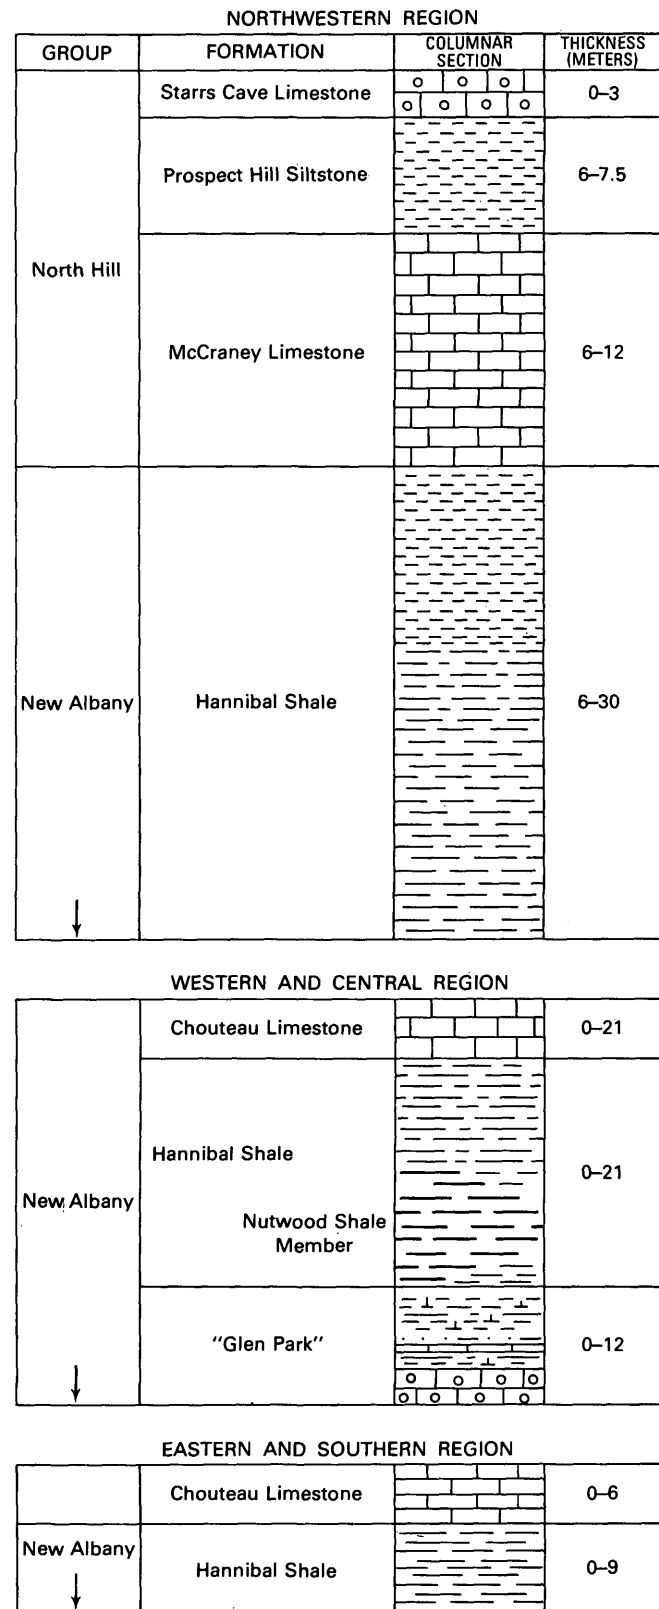 NORTHWESTERN REGION
GROUP FORMATION COLUMNAR SECTION THICKNESS (METERS)
Starrs Cave Limestone 0–3
Prospect Hill Siltstone 6–7.5
North Hill
McCraney Limestone 6–12
New Albany Hannibal Shale 6–30
WESTERN AND CENTRAL REGION
Chouteau Limestone 0–21
Hannibal Shale
0–21
New Albany
Nutwood Shale
Member
"Glen Park" 0–12
EASTERN AND SOUTHERN REGION
Chouteau Limestone 0–6
New Albany
Hannibal Shale 0–9